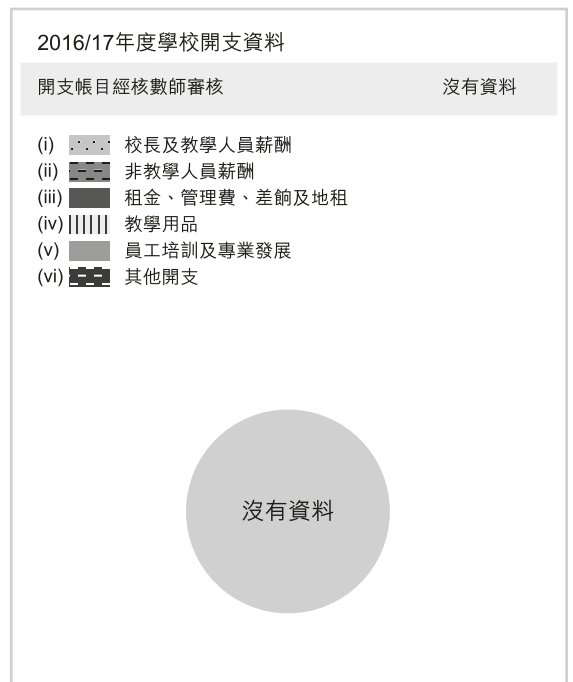 2016/17年度學校開支資料
開支帳目經核數師審核 沒有資料
(i) 校長及教學人員薪酬
(ii) 非教學人員薪酬
(iii) 租金、管理費、差餉及地租
(iv) 教學用品
(v) 員工培訓及專業發展
(vi) 其他開支
沒有資料